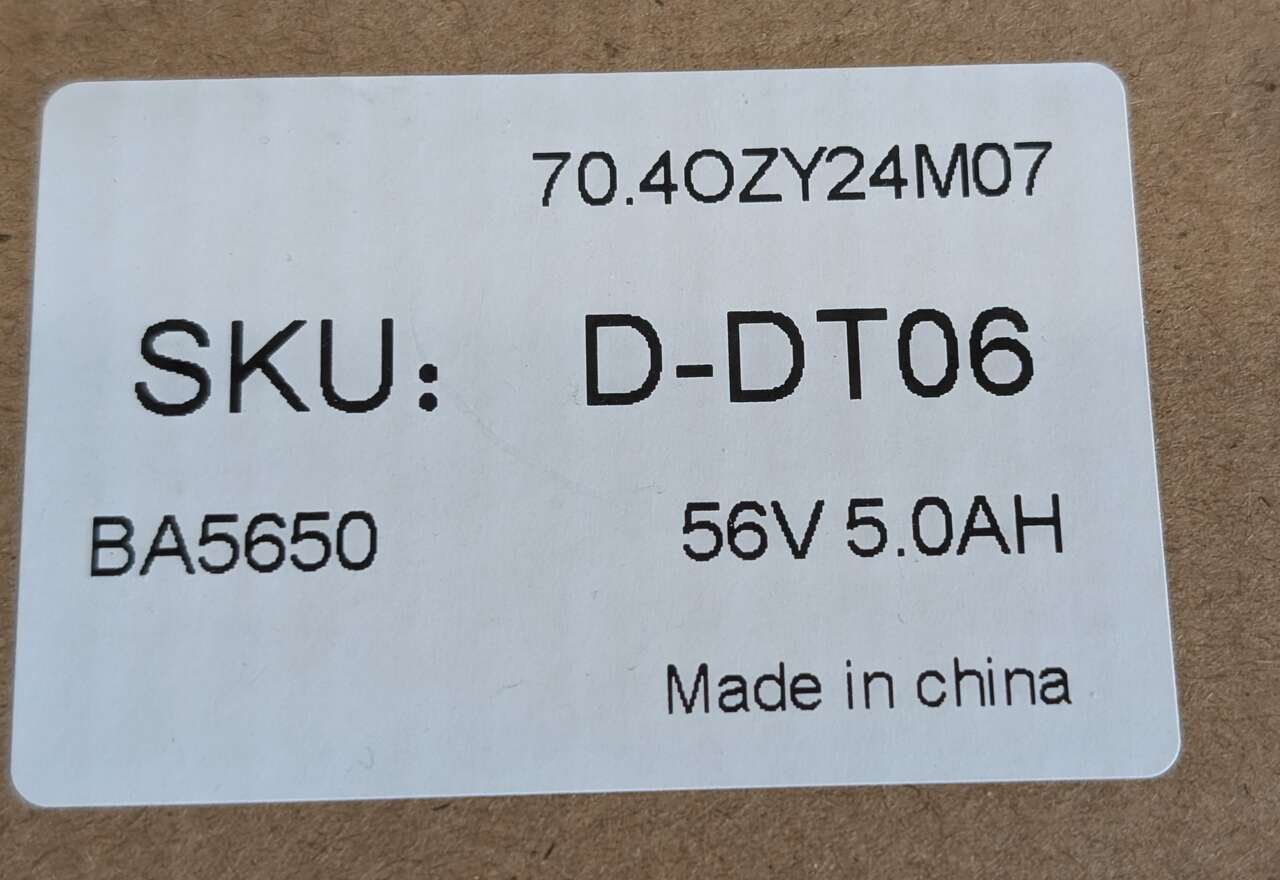 70.4OZY24M07
SKU: D-DT06
BA5650 56V 5.0AH
Made in china